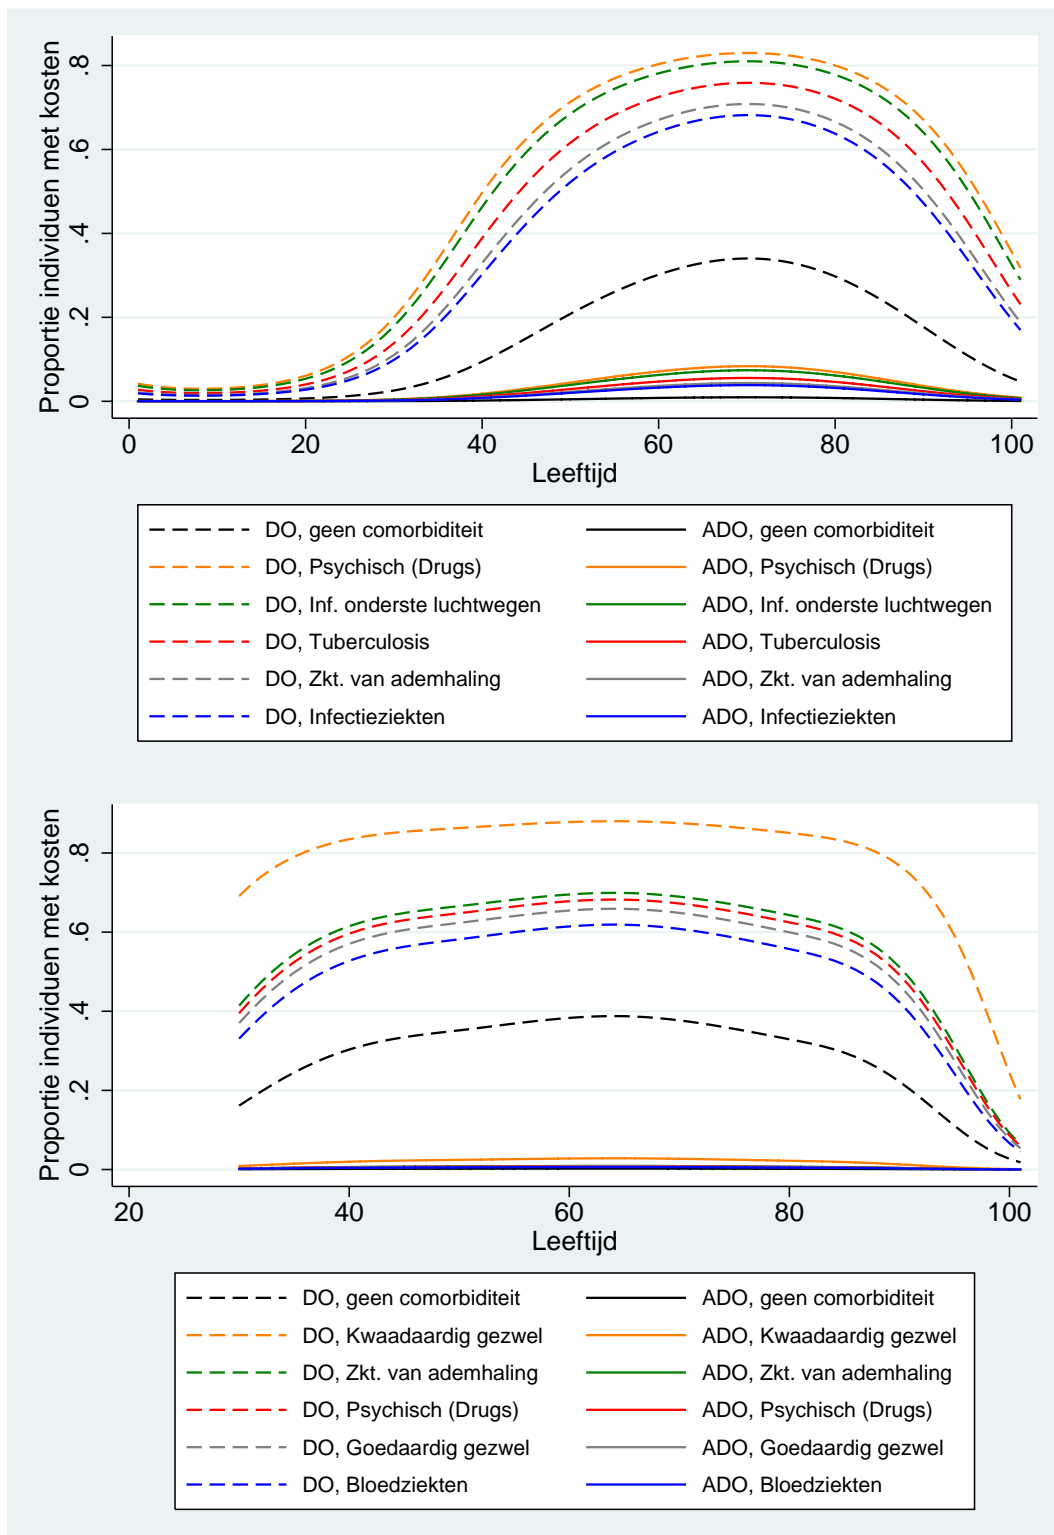 Proportie individuen met kosten
.8
.6
.4
.2
0
0 20 40 60 80 100
Leeftijd
DO, geen comorbiditeit ADO, geen comorbiditeit
DO, Psychisch (Drugs) ADO, Psychisch (Drugs)
DO, Inf. onderste luchtwegen ADO, Inf. onderste luchtwegen
DO, Tuberculosis ADO, Tuberculosis
DO, Zkt. van ademhaling ADO, Zkt. van ademhaling
DO, Infectieziekten ADO, Infectieziekten
Proportie individuen met kosten
.8
.6
.4
.2
0
20 40 60 80 100
Leeftijd
DO, geen comorbiditeit ADO, geen comorbiditeit
DO, Kwaadaardig gezwel ADO, Kwaadaardig gezwel
DO, Zkt. van ademhaling ADO, Zkt. van ademhaling
DO, Psychisch (Drugs) ADO, Psychisch (Drugs)
DO, Goedaardig gezwel ADO, Goedaardig gezwel
DO, Bloedziekten ADO, Bloedziekten